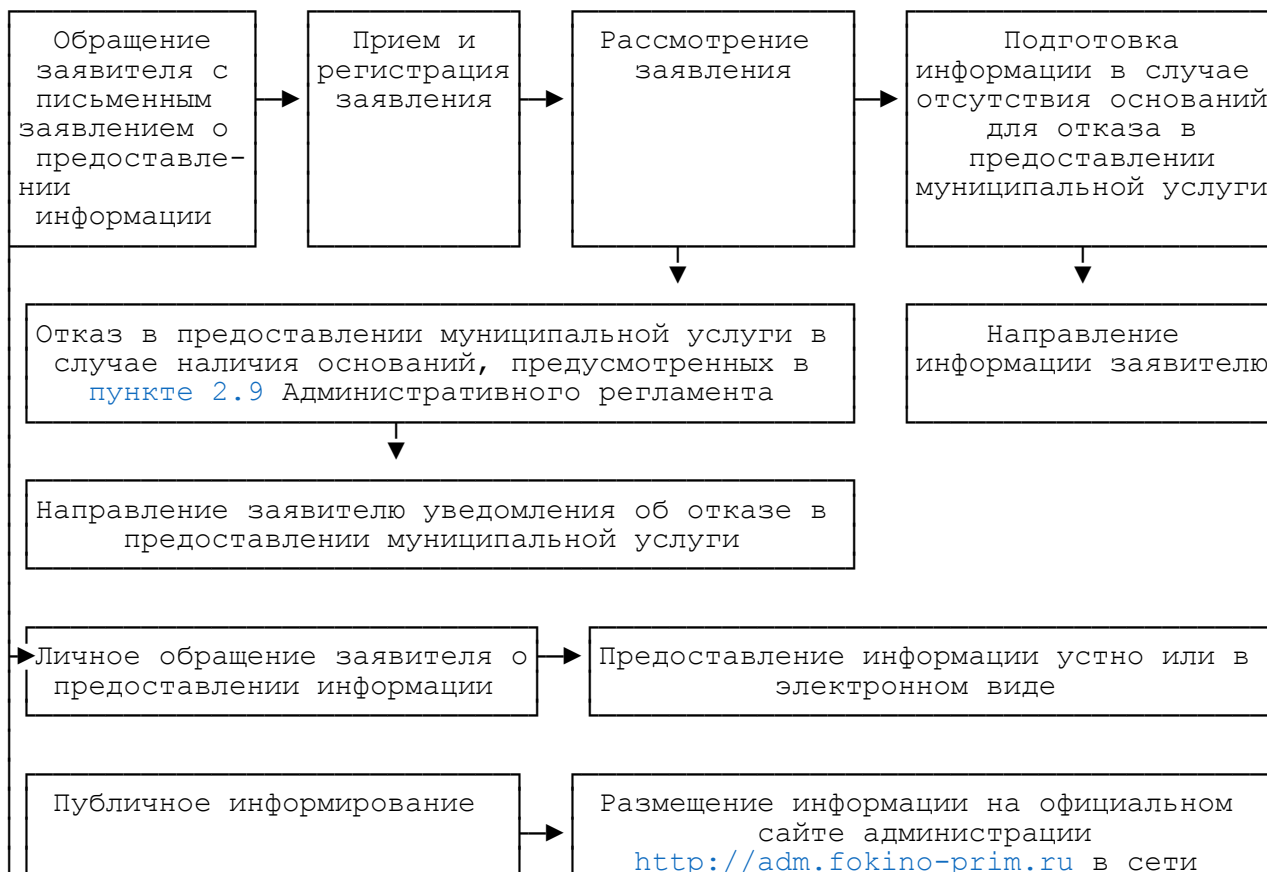 Обращение
заявителя с
письменным
заявлением о
предоставле-
нии
информации
Прием и
регистрация
заявления
Рассмотрение
заявления
Подготовка
информации в случае
отсутствия оснований
для отказа в
предоставлении
муниципальной услуги
Отказ в предоставлении муниципальной услуги в
случае наличия оснований, предусмотренных в
пункте 2.9 Административного регламента
Направление
информации заявителю
Направление заявителю уведомления об отказе в
предоставлении муниципальной услуги
Личное обращение заявителя о
предоставлении информации
Предоставление информации устно или в
электронном виде
Публичное информирование
Размещение информации на официальном
сайте администрации
http://adm.fokino-prim.ru в сети